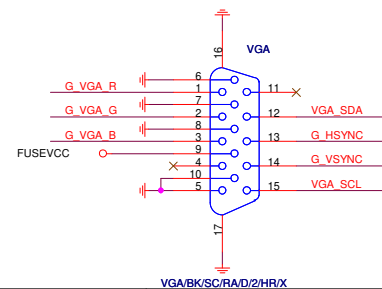 16
VGA
6
G_VGA_R
1
11
7
G_VGA_G
2
12
VGA_SDA
8
G_VGA_B
3
13
G_HSYNC
FUSEVCC
9
4
14
G_VSYNC
10
5
15
VGA_SCL
17
VGA/BK/SC/RA/D/2/HR/X